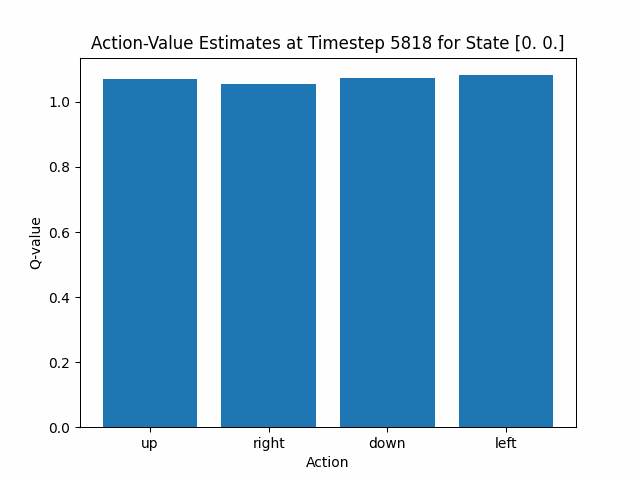 Action-Value Estimates at Timestep 5818 for State [0. 0.]
1.0
0.8
0.6
0.4
0.2
0.0
Q-value
up right down left
Action